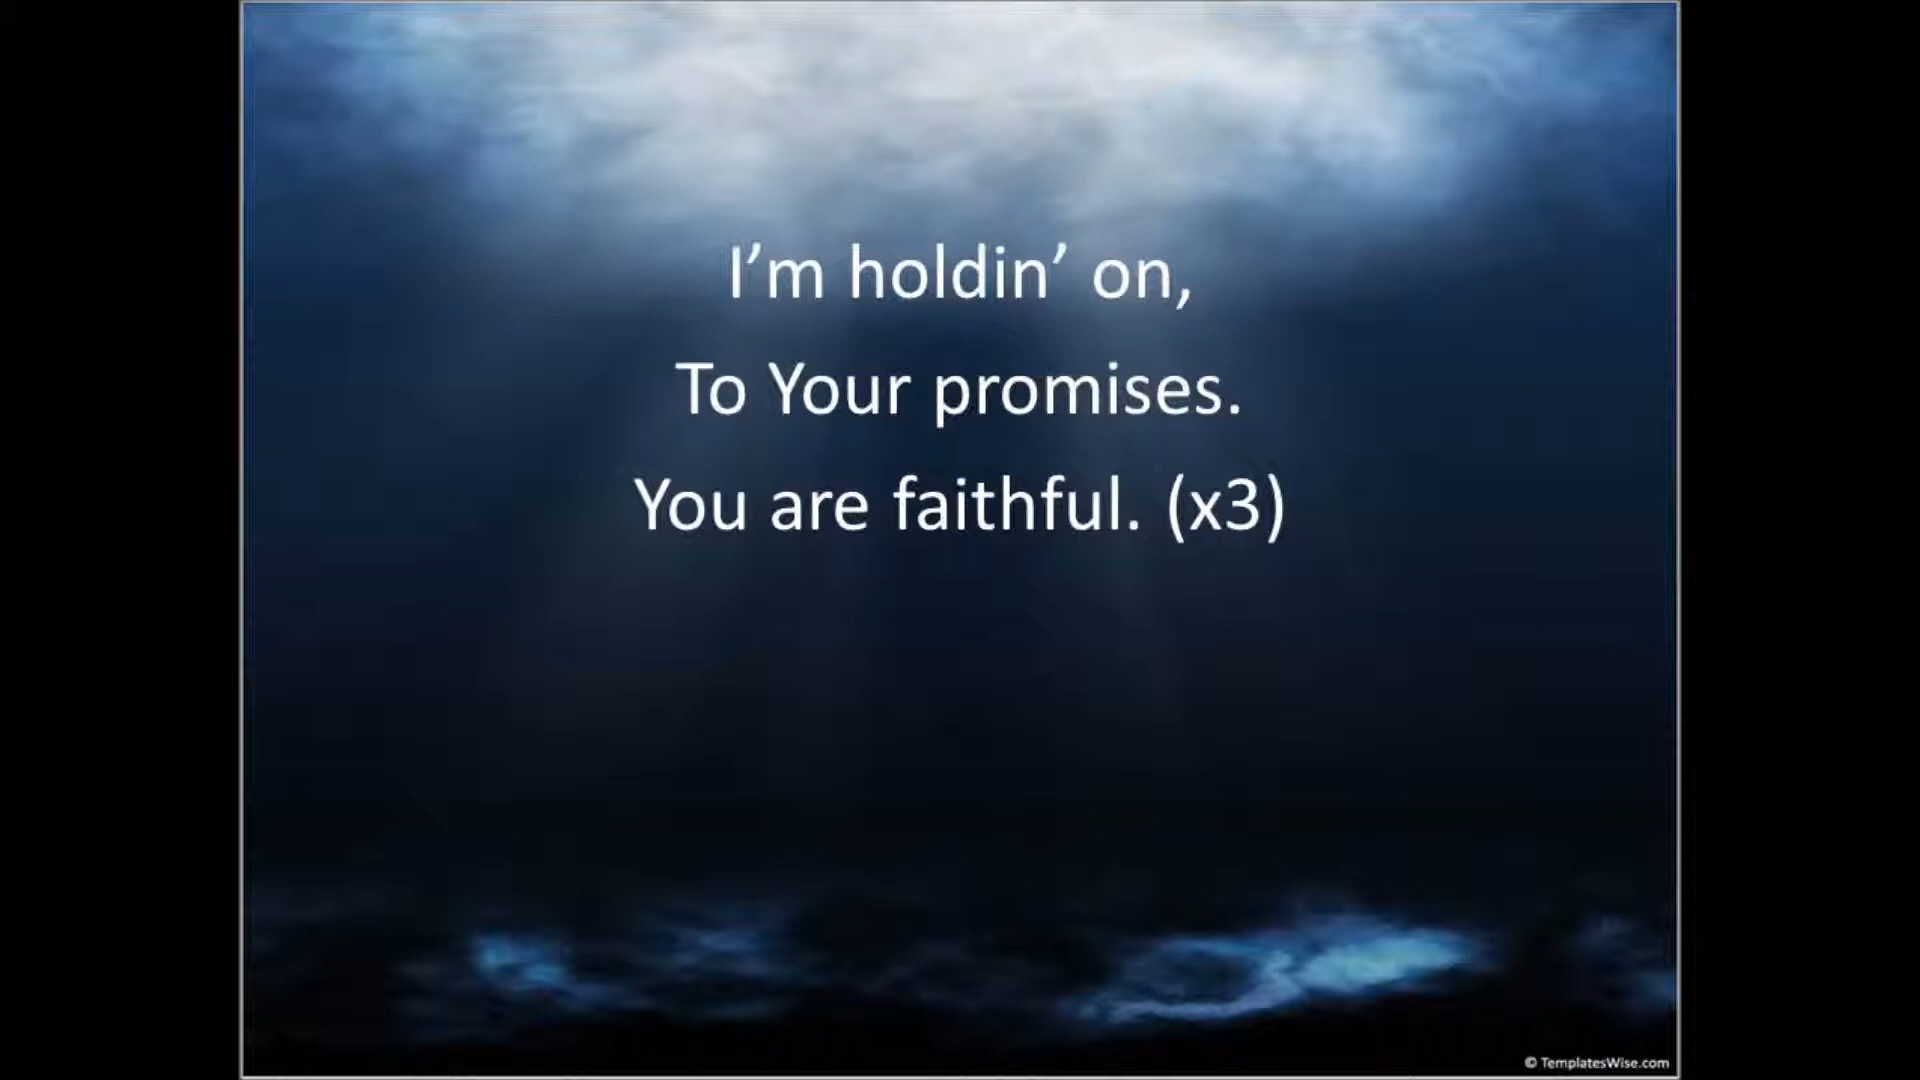 I’m holdin’ on,
To Your promises.
You are faithful. (x3)
© TemplatesWise.com